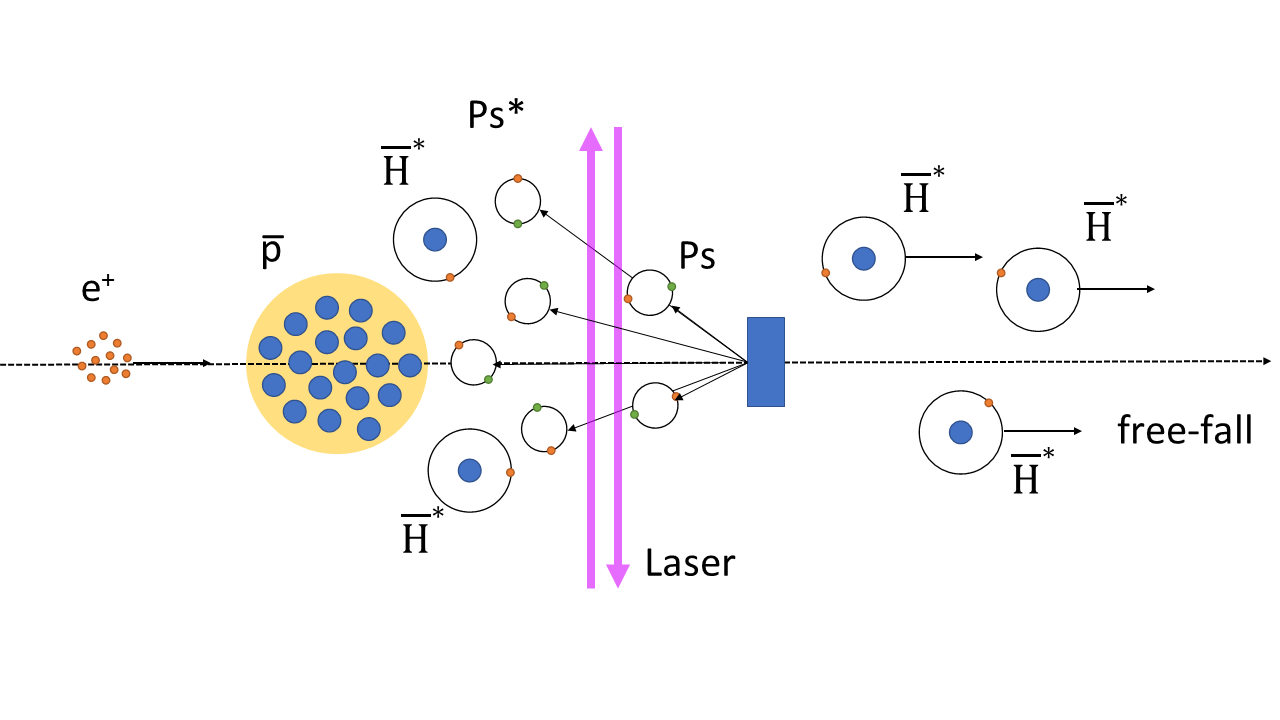 Ps*
H̅*
p̅
e⁺
Ps
H̅*
H̅*
H̅*
free-fall
H̅*
Laser